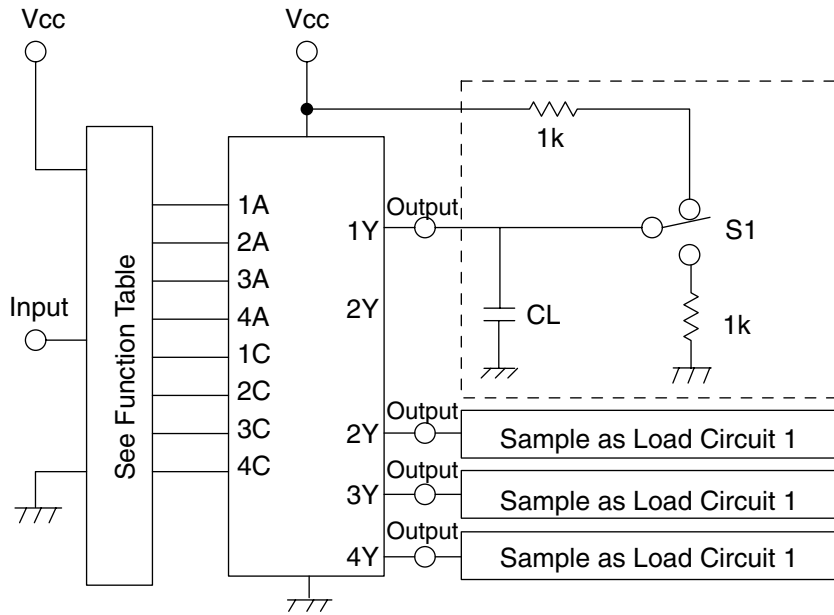 Vcc
Vcc
1k
1A
2A
3A
4A
1C
2C
3C
4C
Input
See Function Table
1Y
Output
S1
2Y
CL
1k
Output
2Y
Sample as Load Circuit 1
Output
3Y
Sample as Load Circuit 1
Output
4Y
Sample as Load Circuit 1